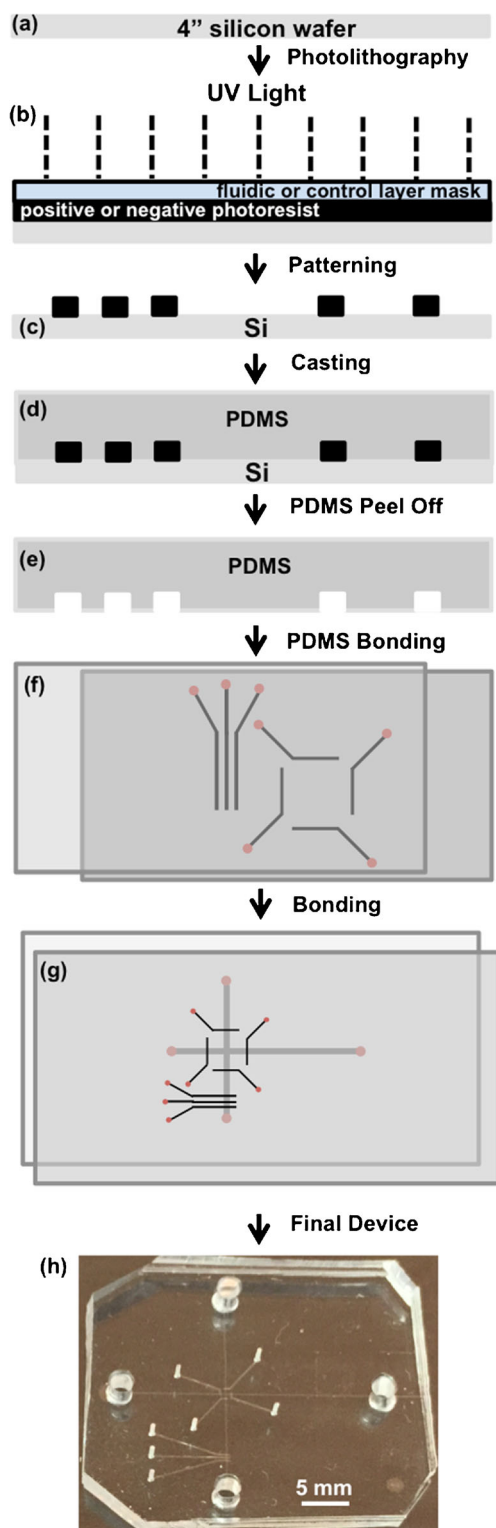 (a)
4” silicon wafer
Photolithography
UV Light
(b)
fluidic or control layer mask
positive or negative photoresist
Patterning
(c)
Si
Casting
(d)
PDMS
Si
PDMS Peel Off
(e)
PDMS
PDMS Bonding
(f)
Bonding
(g)
Final Device
(h)
5 mm